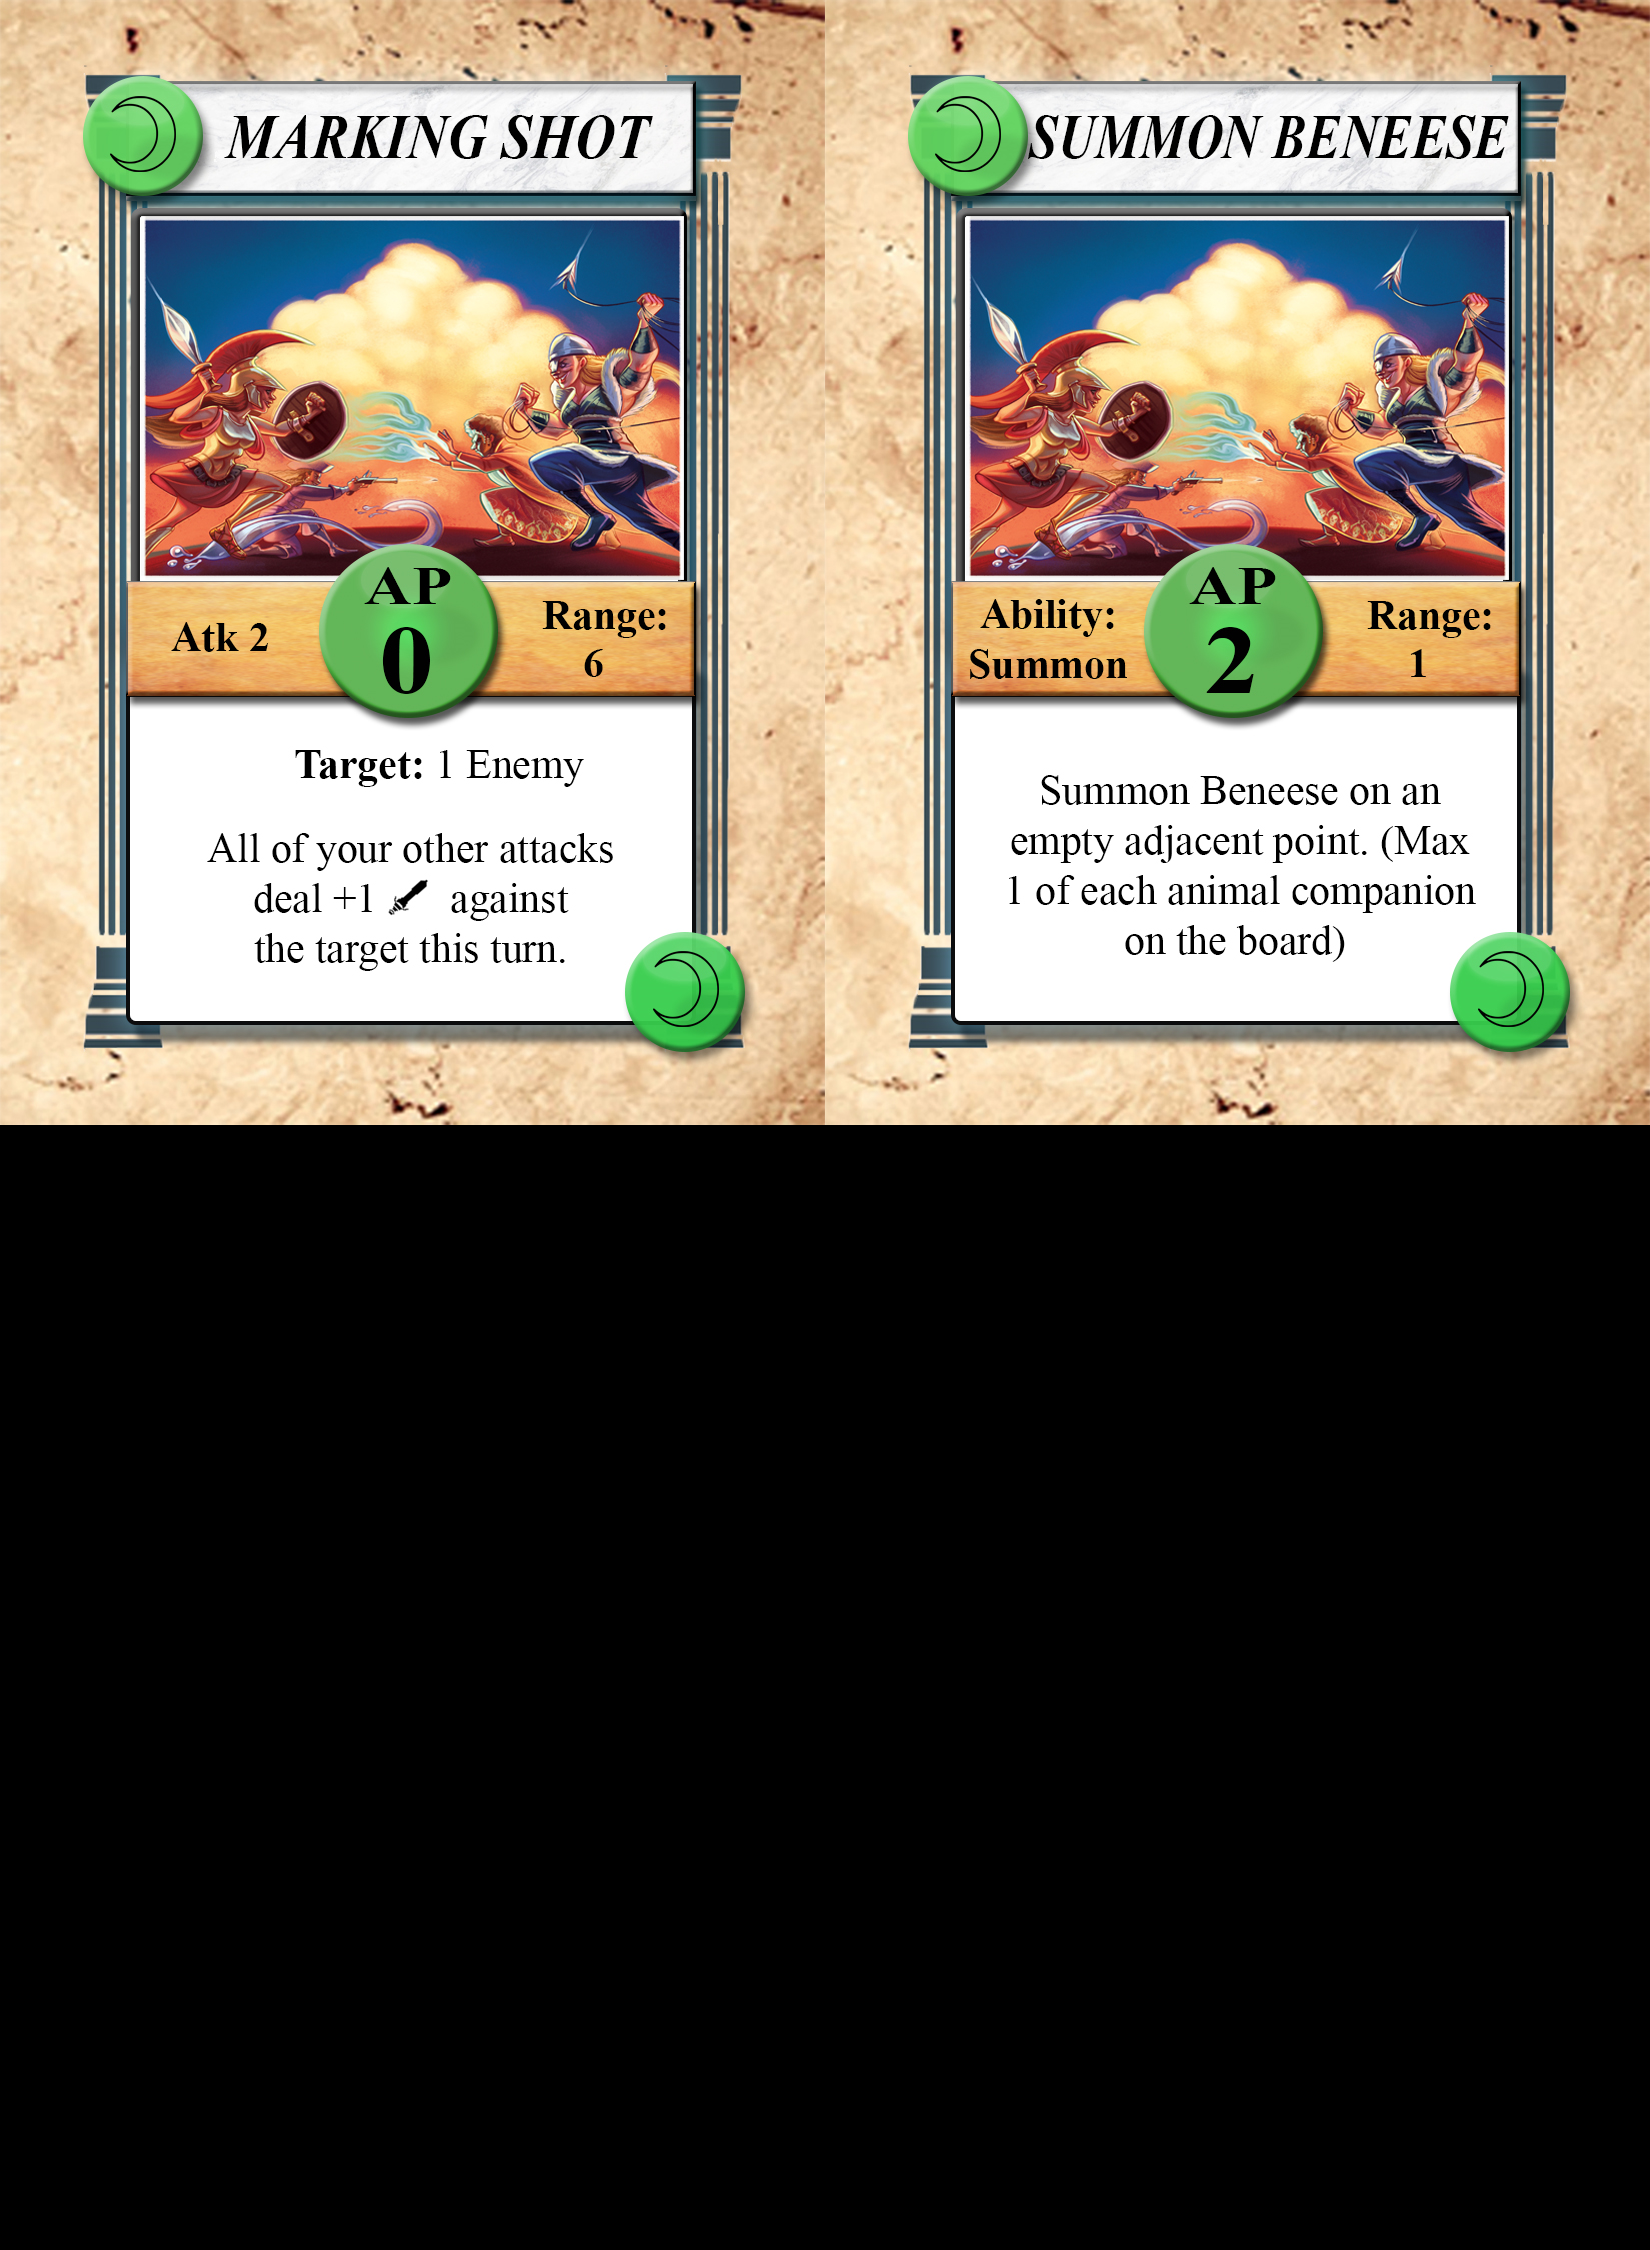 MARKING SHOT
Atk 2
AP
0
Range:
6
Target: 1 Enemy
All of your other attacks
deal +1 against
the target this turn.
SUMMON BENEESE
Ability:
Summon
AP
2
Range:
1
Summon Beneese on an
empty adjacent point. (Max
1 of each animal companion
on the board)